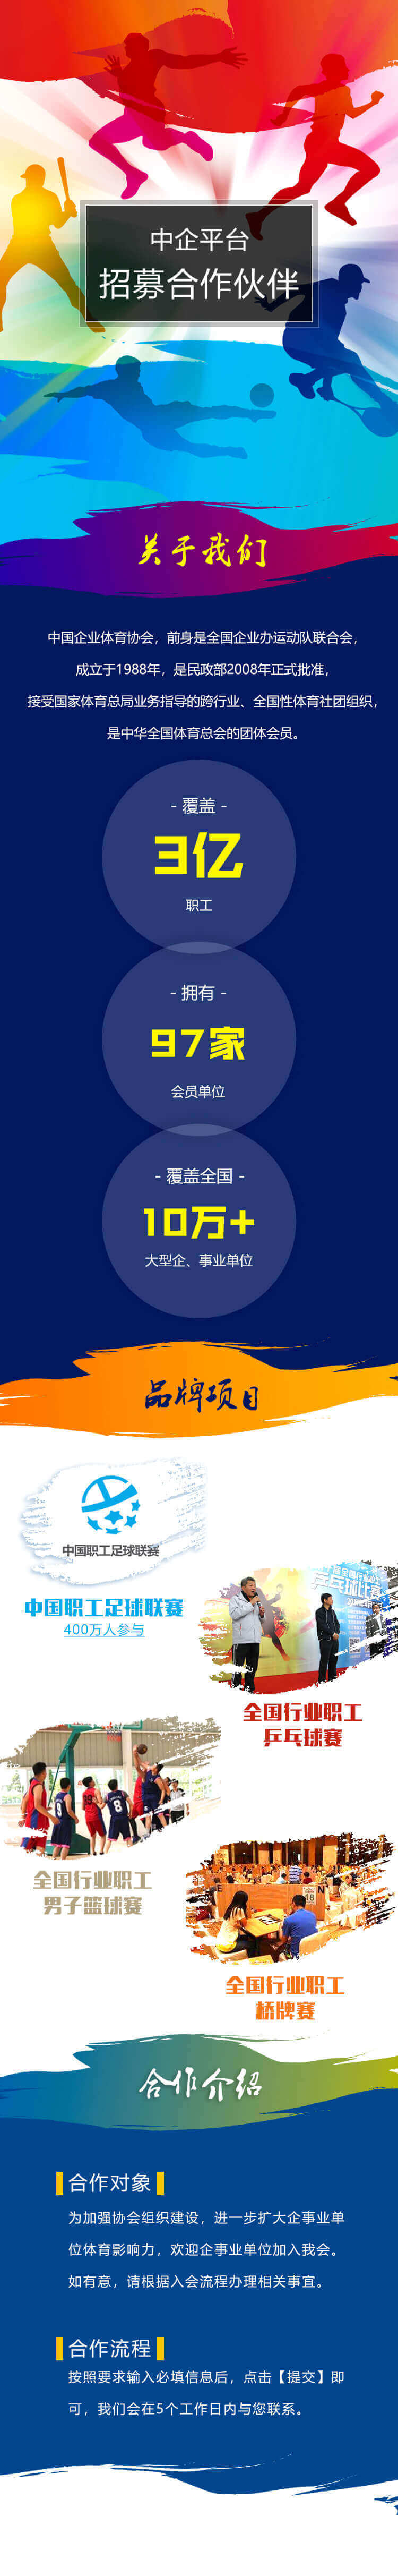 中企平台
招募合作伙伴
关于我们
中国企业体育协会，前身是全国企业办运动队联合会，
成立于1988年，是民政部2008年正式批准，
接受国家体育总局业务指导的跨行业、全国性体育社团组织，
是中华全国体育总会的团体会员。
- 覆盖 -
3亿
职工
- 拥有 -
97家
会员单位
- 覆盖全国 -
10万+
大型企、事业单位
品牌项目
中国职工足球联赛
中国职工足球联赛
400万人参与
乒乓球比赛
全国行业职工
乒乓球赛
9
8
全国行业职工
男子篮球赛
E
N
18
全国行业职工
桥牌赛
合作介绍
合作对象
为加强协会组织建设，进一步扩大企事业单
位体育影响力，欢迎企事业单位加入我会。
如有意，请根据入会流程办理相关事宜。
合作流程
按照要求输入必填信息后，点击【提交】即
可，我们会在5个工作日内与您联系。